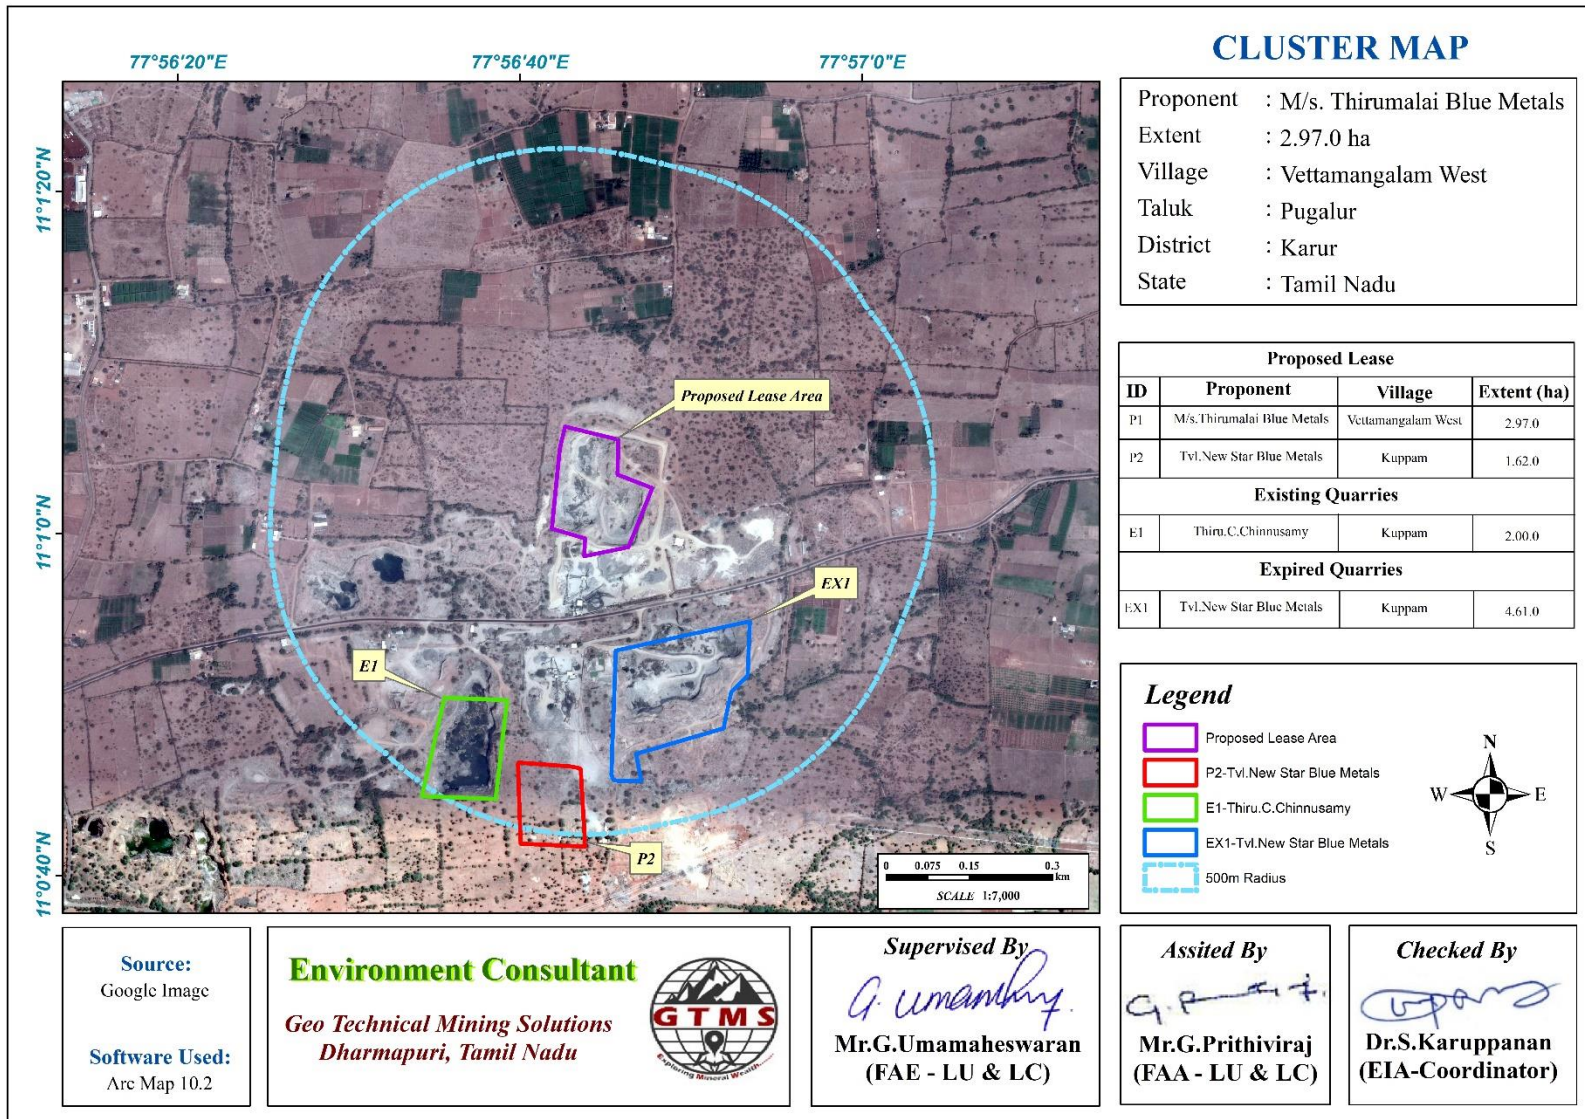 CLUSTER MAP
77°56'20"E
77°56'40"E
77°57'0"E
11°1'20"N
11°1'0"N
11°0'40"N
Proposed Lease Area
EX1
E1
P2
0 0.075 0.15 0.3
km
SCALE 1:7,000
Proponent : M/s. Thirumalai Blue Metals
Extent : 2.97.0 ha
Village : Vettamangalam West
Taluk : Pugalur
District : Karur
State : Tamil Nadu
Proposed Lease
ID Proponent Village Extent (ha)
P1 M/s.Thirumalai Blue Metals Vettamangalam West 2.97.0
P2 Tvl.New Star Blue Metals Kuppam 1.62.0
Existing Quarries
E1 Thiru.C.Chinnusamy Kuppam 2.00.0
Expired Quarries
EX1 Tvl.New Star Blue Metals Kuppam 4.61.0
Legend
Proposed Lease Area
P2-Tvl.New Star Blue Metals
E1-Thiru.C.Chinnusamy
EX1-Tvl.New Star Blue Metals
500m Radius
N
W E
S
Source:
Google Image
Software Used:
Arc Map 10.2
Environment Consultant
Geo Technical Mining Solutions
Dharmapuri, Tamil Nadu
GTMS
Exploring Mineral Wealth
Supervised By
G. Umamhy.
Mr.G.Umamaheswaran
(FAE - LU & LC)
Assited By
Mr.G.Prithiviraj
(FAA - LU & LC)
Checked By
Dr.S.Karuppanan
(EIA-Coordinator)